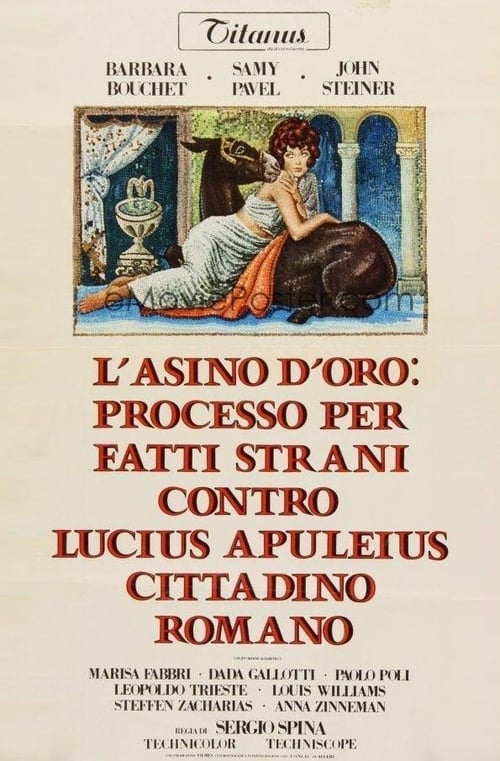 Titanus
BARBARA BOUCHET · SAMY PAVEL · JOHN STEINER
eMoviePoster.com
L'ASINO D'ORO:
PROCESSO PER
FATTI STRANI
CONTRO
LUCIUS APULEIUS
CITTADINO
ROMANO
MARISA FABBRI · DADA GALLOTTI · PAOLO POLI
LEOPOLDO TRIESTE · LOUIS WILLIAMS
STEFFEN ZACHARIAS · ANNA ZINNEMAN
REGIA DI SERGIO SPINA
TECHNICOLOR TECHNISCOPE